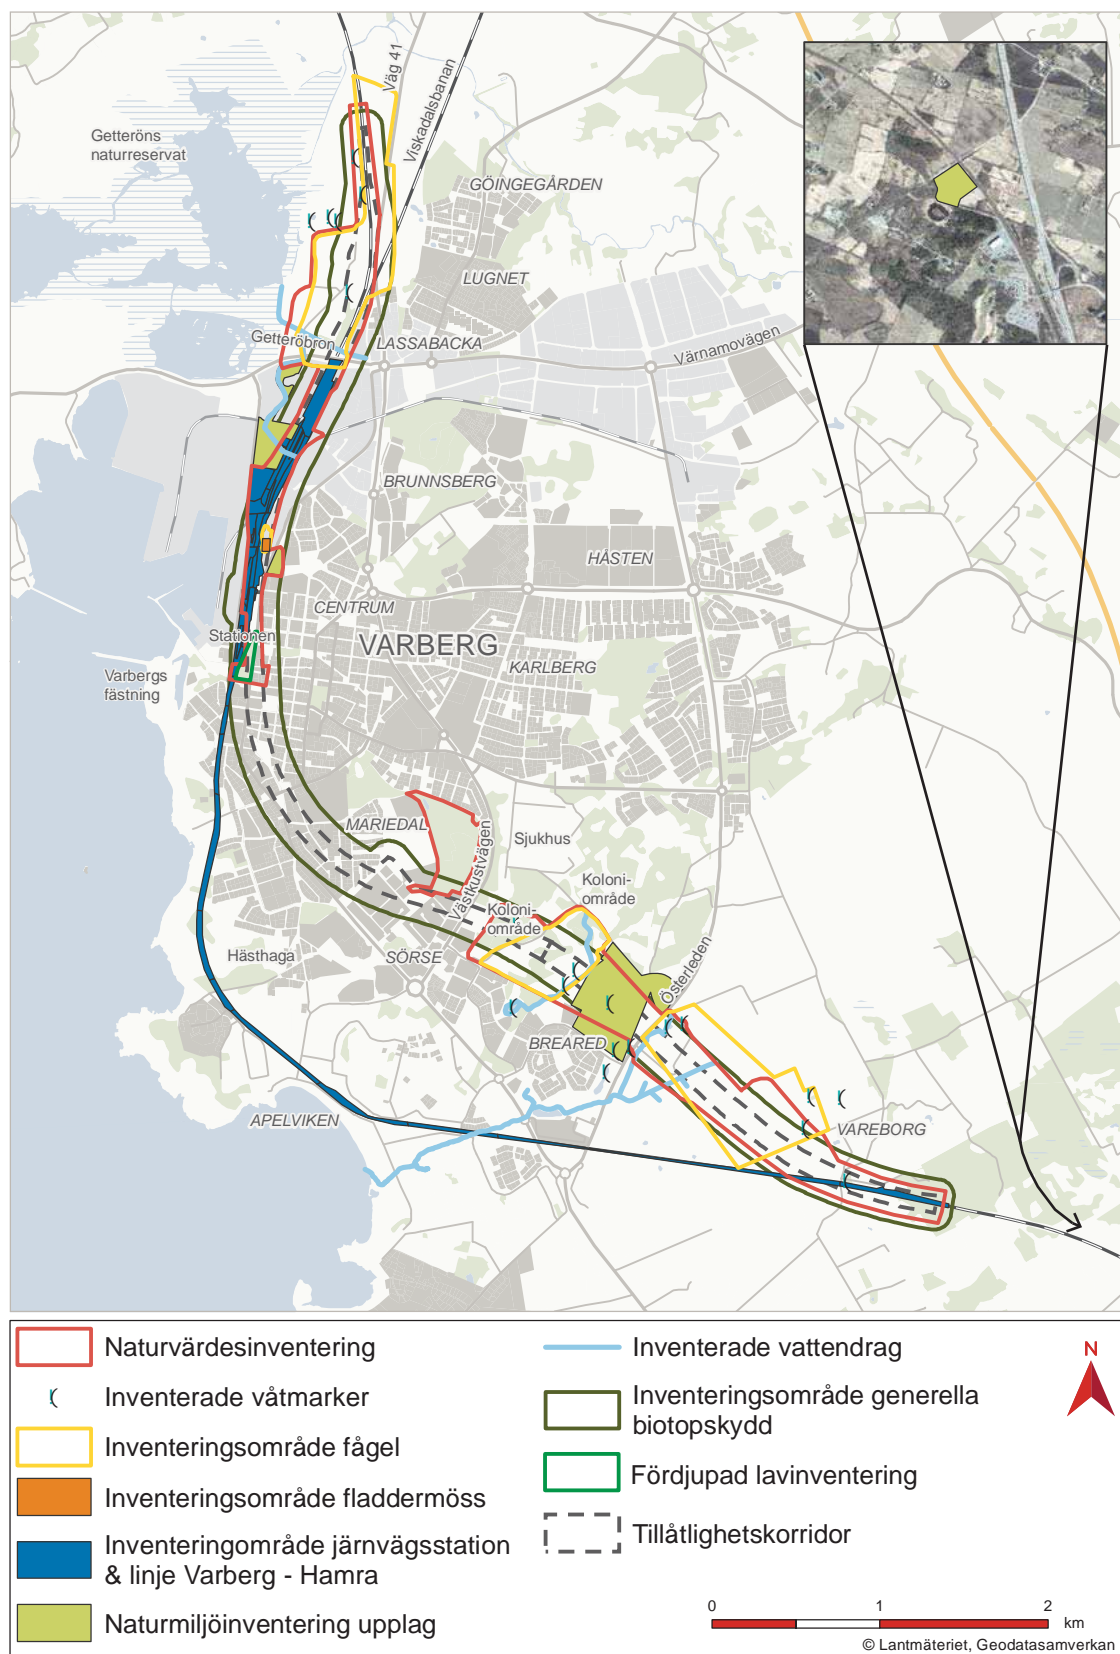 Väg 41
Viskadalsbanan
Getteröns
naturreservat
GÖINGEGÅRDEN
LUGNET
Getteröbron
LASSABACKA
Värnamovägen
BRUNNSBERG
HÅSTEN
CENTRUM
Stationen
VARBERG
KARLBERG
Varbergs
fästning
MARIEDAL
Sjukhus
Västkustvägen
Koloni-
område
Koloni-
område
Hästhaga
SÖRSE
Österleden
BREARED
APELVIKEN
VAREBORG
Naturvärdesinventering
Inventerade våtmarker
Inventeringsområde fågel
Inventeringsområde fladdermöss
Inventeringområde järnvägsstation
& linje Varberg - Hamra
Naturmiljöinventering upplag
Inventerade vattendrag
Inventeringsområde generella
biotopskydd
Fördjupad lavinventering
Tillåtlighetskorridor
N
0 1 2
km
© Lantmäteriet, Geodatasamverkan